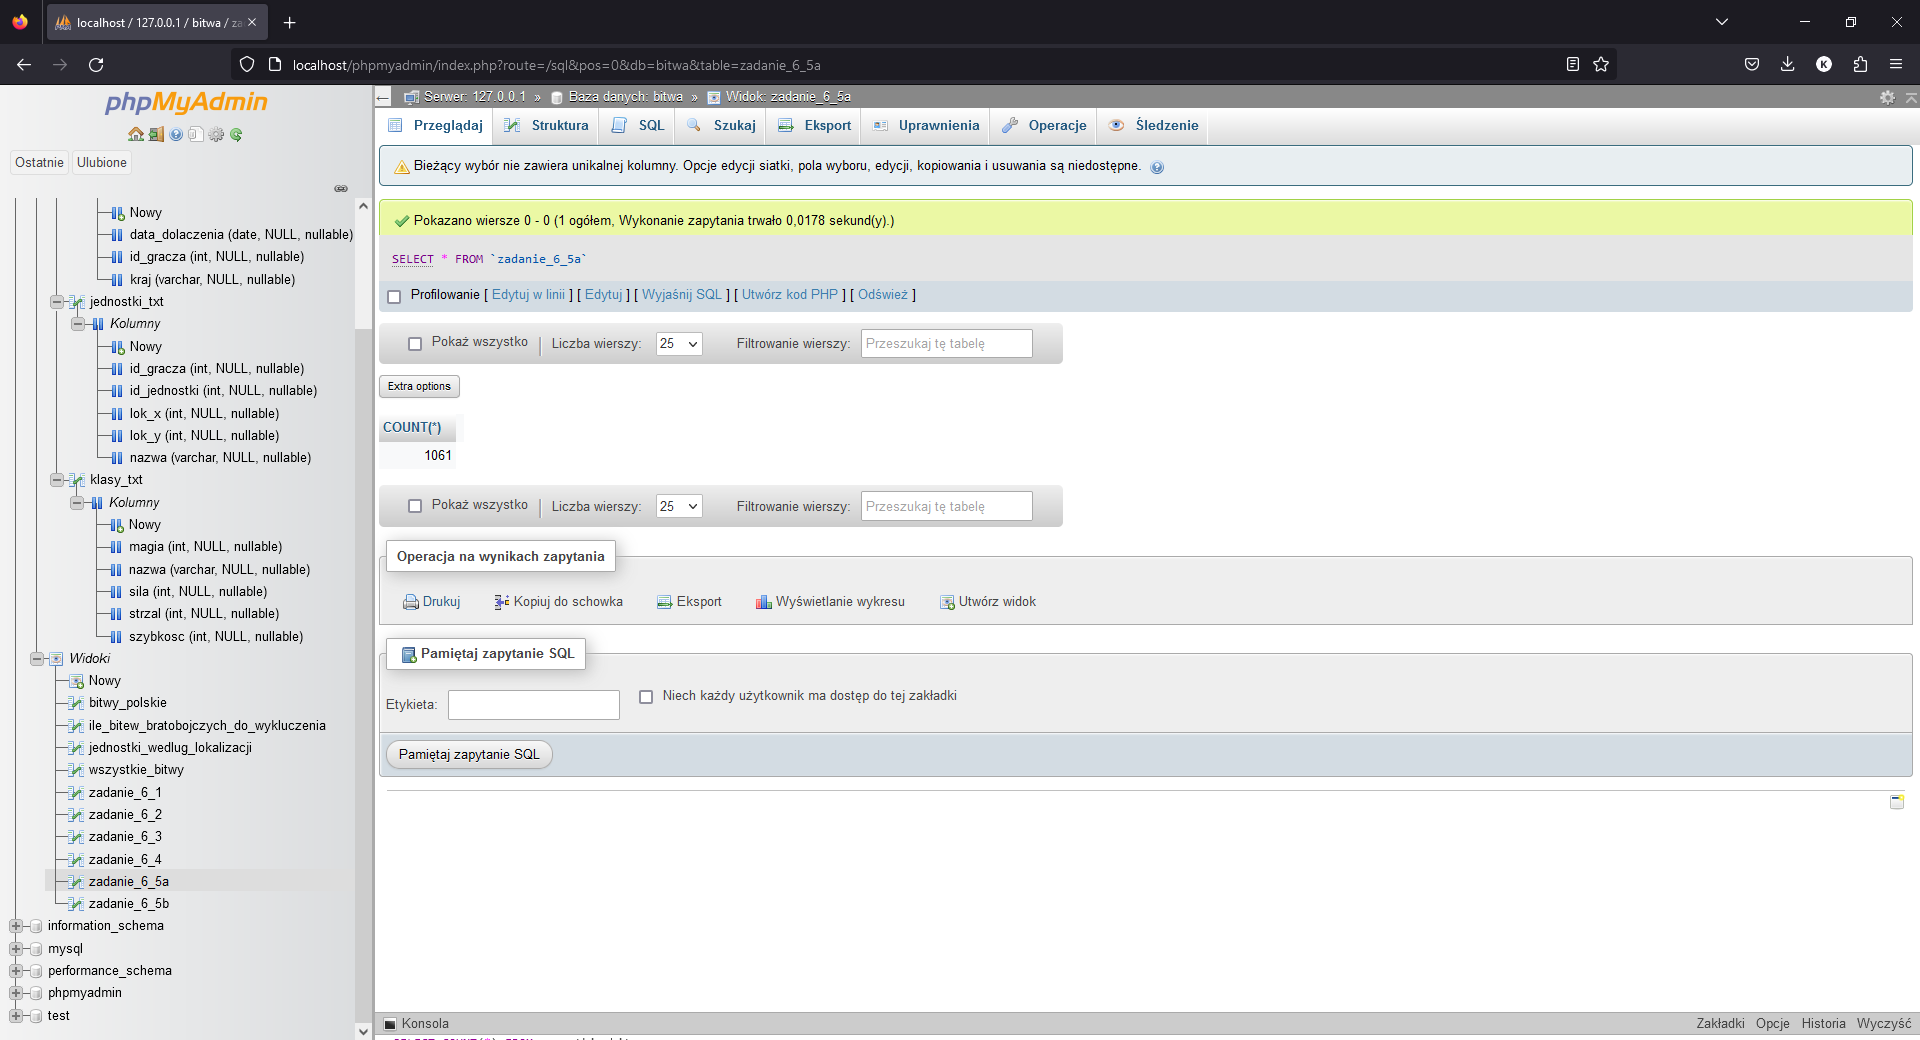 localhost / 127.0.0.1 / bitwa / za
localhost/phpmyadmin/index.php?route=/sql&pos=0&db=bitwa&table=zadanie_6_5a
K
phpMyAdmin
Ostatnie
Ulubione
Nowy
data_dolaczenia (date, NULL, nullable)
id_gracza (int, NULL, nullable)
kraj (varchar, NULL, nullable)
jednostki_txt
Kolumny
Nowy
id_gracza (int, NULL, nullable)
id_jednostki (int, NULL, nullable)
lok_x (int, NULL, nullable)
lok_y (int, NULL, nullable)
nazwa (varchar, NULL, nullable)
klasy_txt
Kolumny
Nowy
magia (int, NULL, nullable)
nazwa (varchar, NULL, nullable)
sila (int, NULL, nullable)
strzal (int, NULL, nullable)
szybkosc (int, NULL, nullable)
Widoki
Nowy
bitwy_polskie
ile_bitew_bratobojczych_do_wykluczenia
jednostki_wedlug_lokalizacji
wszystkie_bitwy
zadanie_6_1
zadanie_6_2
zadanie_6_3
zadanie_6_4
zadanie_6_5a
zadanie_6_5b
information_schema
mysql
performance_schema
phpmyadmin
test
Serwer: 127.0.0.1 » Baza danych: bitwa » Widok: zadanie_6_5a
Przeglądaj Struktura SQL Szukaj Eksport Uprawnienia Operacje Śledzenie
Bieżący wybór nie zawiera unikalnej kolumny. Opcje edycji siatki, pola wyboru, edycji, kopiowania i usuwania są niedostępne.
Pokazano wiersze 0 - 0 (1 ogółem, Wykonanie zapytania trwało 0,0178 sekund(y).)
SELECT * FROM `zadanie_6_5a`
Profilowanie [ Edytuj w linii ] [ Edytuj ] [ Wyjaśnij SQL ] [ Utwórz kod PHP ] [ Odśwież ]
Pokaż wszystko | Liczba wierszy: 25 Filtrowanie wierszy: Przeszukaj tę tabelę
Extra options
COUNT(*)
1061
Pokaż wszystko | Liczba wierszy: 25 Filtrowanie wierszy: Przeszukaj tę tabelę
Operacja na wynikach zapytania
Drukuj Kopiuj do schowka Eksport Wyświetlanie wykresu Utwórz widok
Pamiętaj zapytanie SQL
Etykieta: Niech każdy użytkownik ma dostęp do tej zakładki
Pamiętaj zapytanie SQL
Konsola Zakładki Opcje Historia Wyczyść